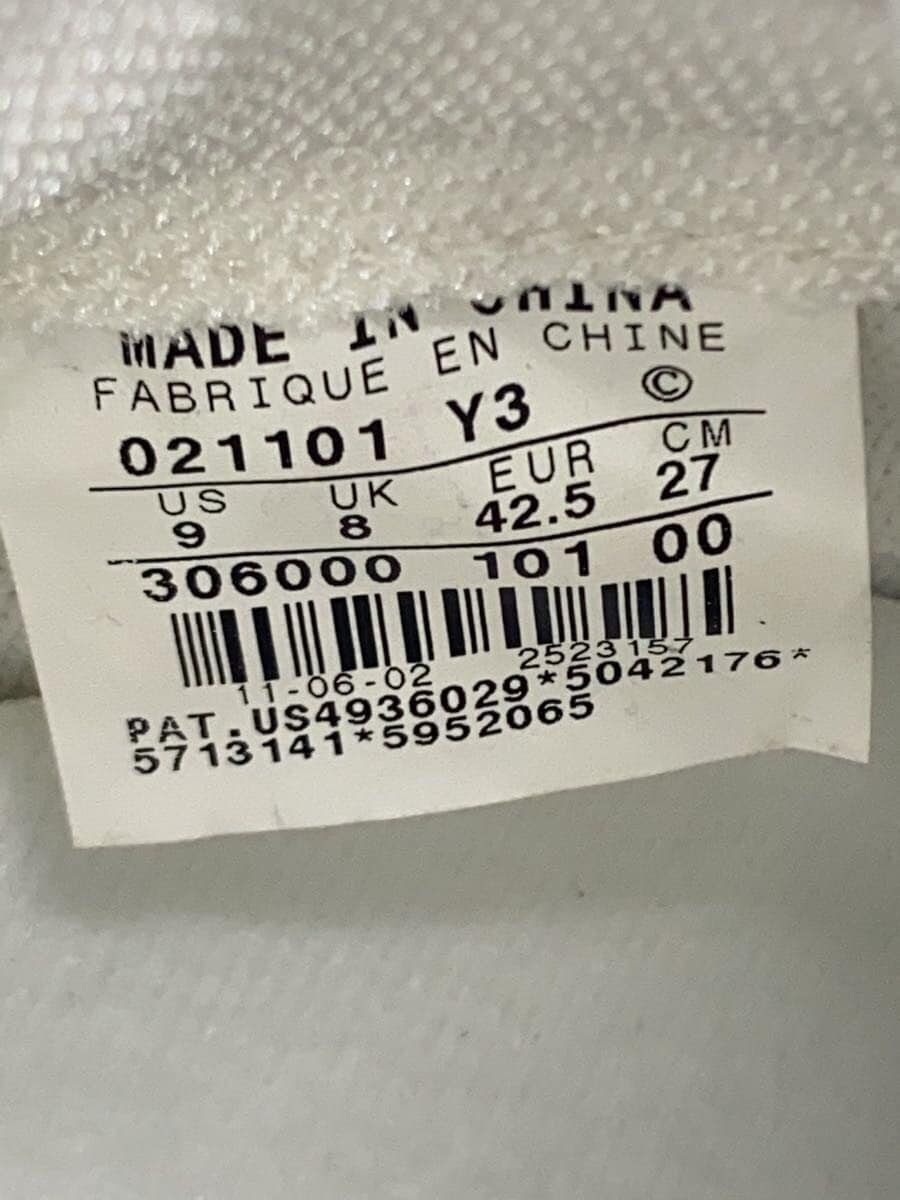 MADE IN CHINA
FABRIQUE EN CHINE
021101 Y3 ©
US UK EUR CM
9 8 42.5 27
306000 101 00
11-06-02 2523157
PAT.US4936029*5042176*
5713141*5952065